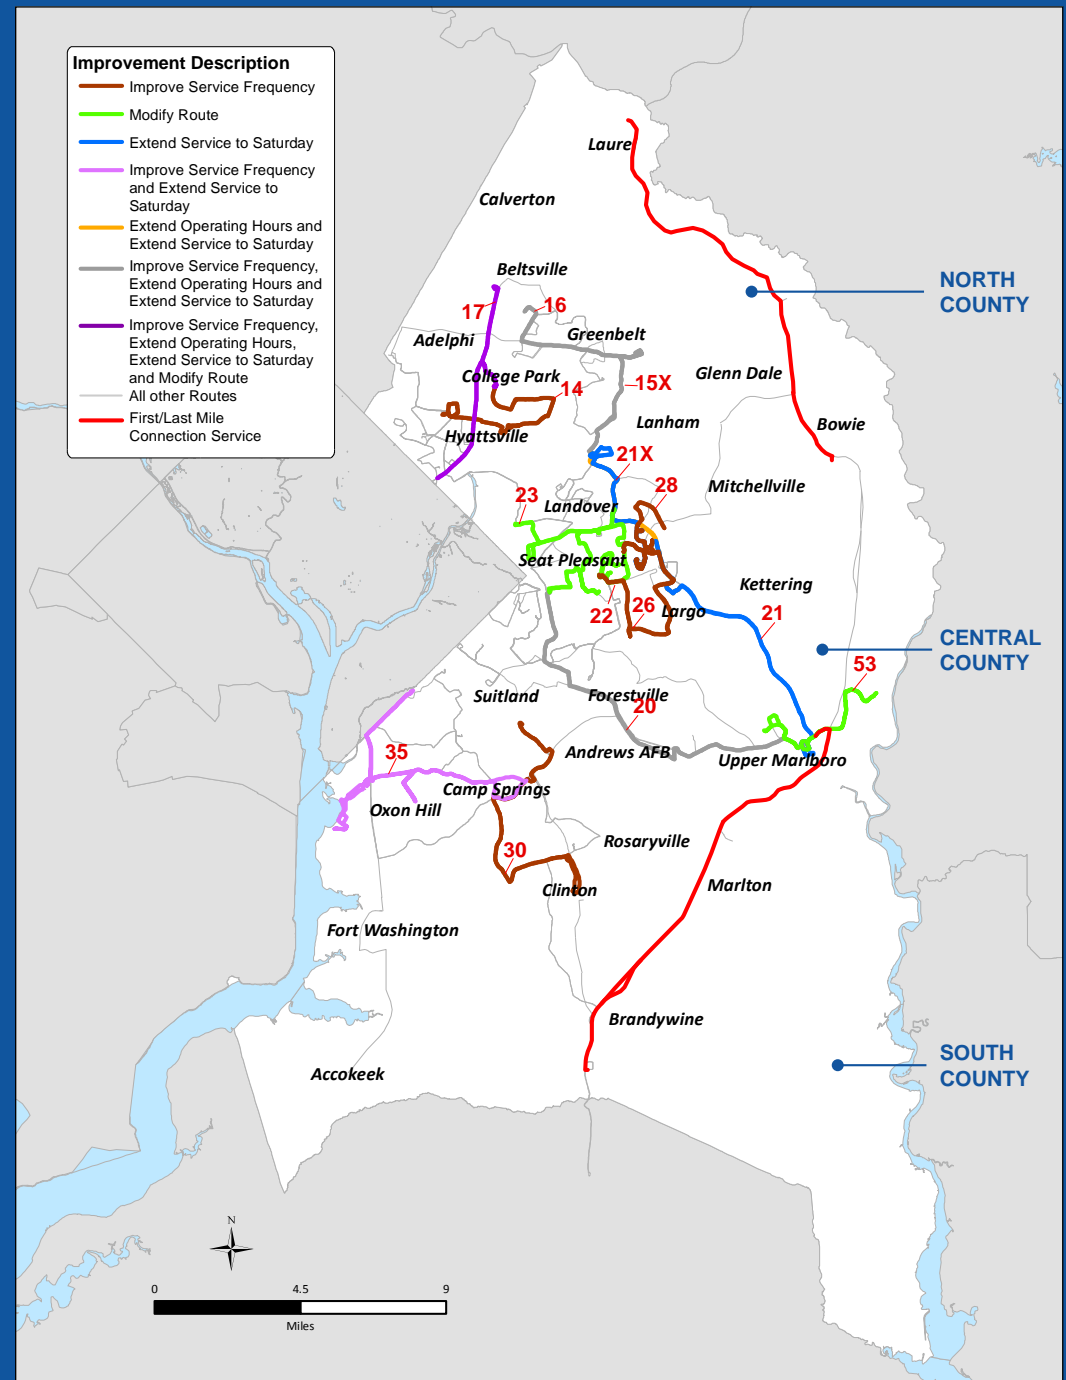 Improvement Description
Improve Service Frequency
Modify Route
Extend Service to Saturday
Improve Service Frequency
and Extend Service to
Saturday
Extend Operating Hours and
Extend Service to Saturday
Improve Service Frequency,
Extend Operating Hours and
Extend Service to Saturday
Improve Service Frequency,
Extend Operating Hours,
Extend Service to Saturday
and Modify Route
All other Routes
First/Last Mile
Connection Service
Laure
Calverton
Beltsville
NORTH
COUNTY
17
16
Adelphi
Greenbelt
College Park
14
15X
Glenn Dale
Lanham
Bowie
Hyattsville
21X
28
Mitchellville
23
Landover
Seat Pleasant
Kettering
22
26
Largo
21
CENTRAL
COUNTY
53
Suitland
Forestville
20
Andrews AFB
Upper Marlboro
35
Camp Springs
Oxon Hill
Rosaryville
30
Clinton
Marlton
Fort Washington
Brandywine
SOUTH
COUNTY
Accokeek
N
0 4.5 9
Miles